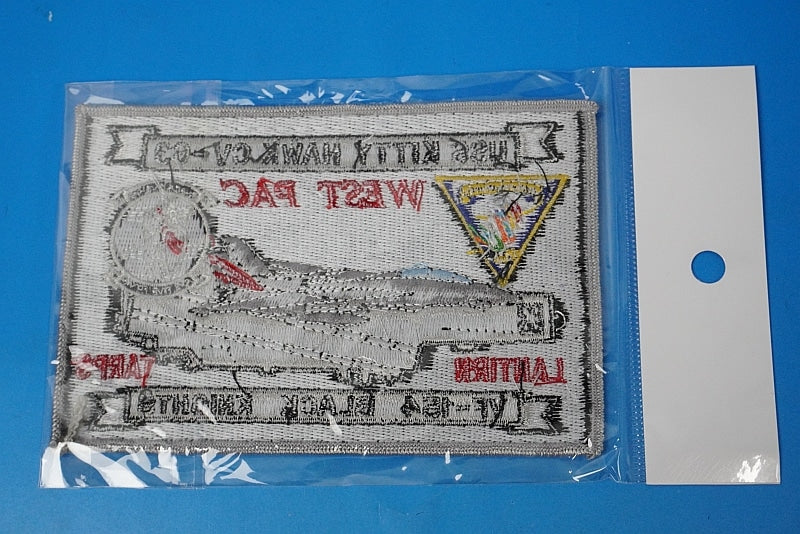 USS KITTY HAWK CV-63
WEST PAC
LANTIRN TARPS
VF-154 BLACK KNIGHTS